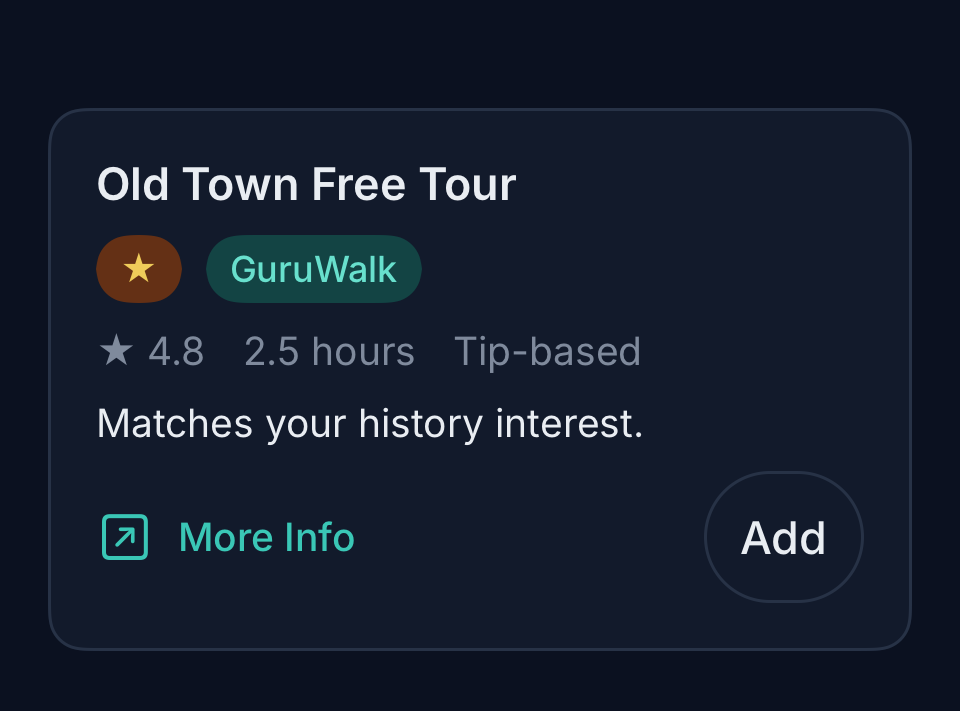 Old Town Free Tour
★ GuruWalk
★ 4.8 2.5 hours Tip-based
Matches your history interest.
More Info Add